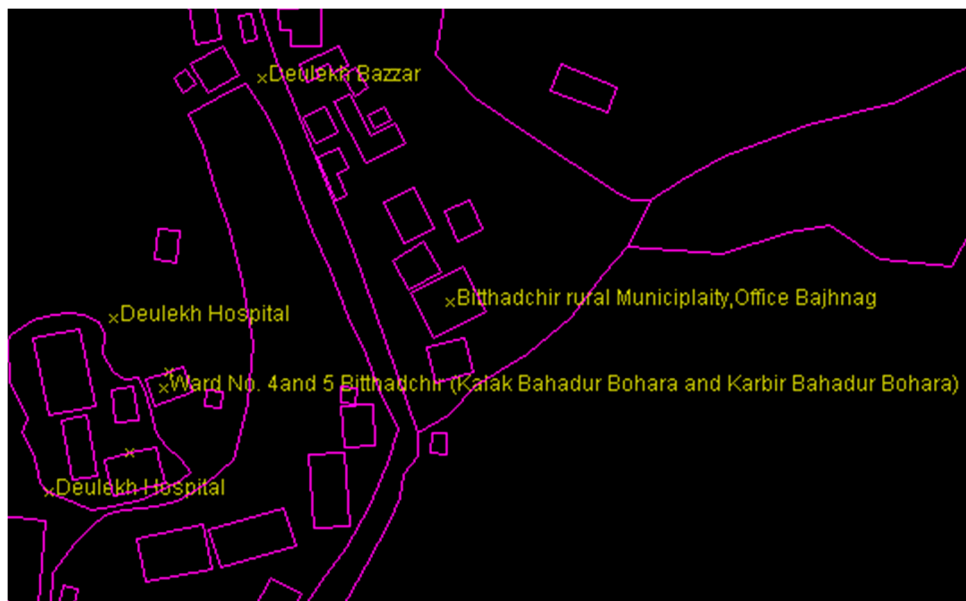 Deulekh Bazzar
Bitthadchir rural Municiplaity,Office Bajhnag
Deulekh Hospital
Ward No. 4and 5 Bitthadchir (Kalak Bahadur Bohara and Karbir Bahadur Bohara)
Deulekh Hospital